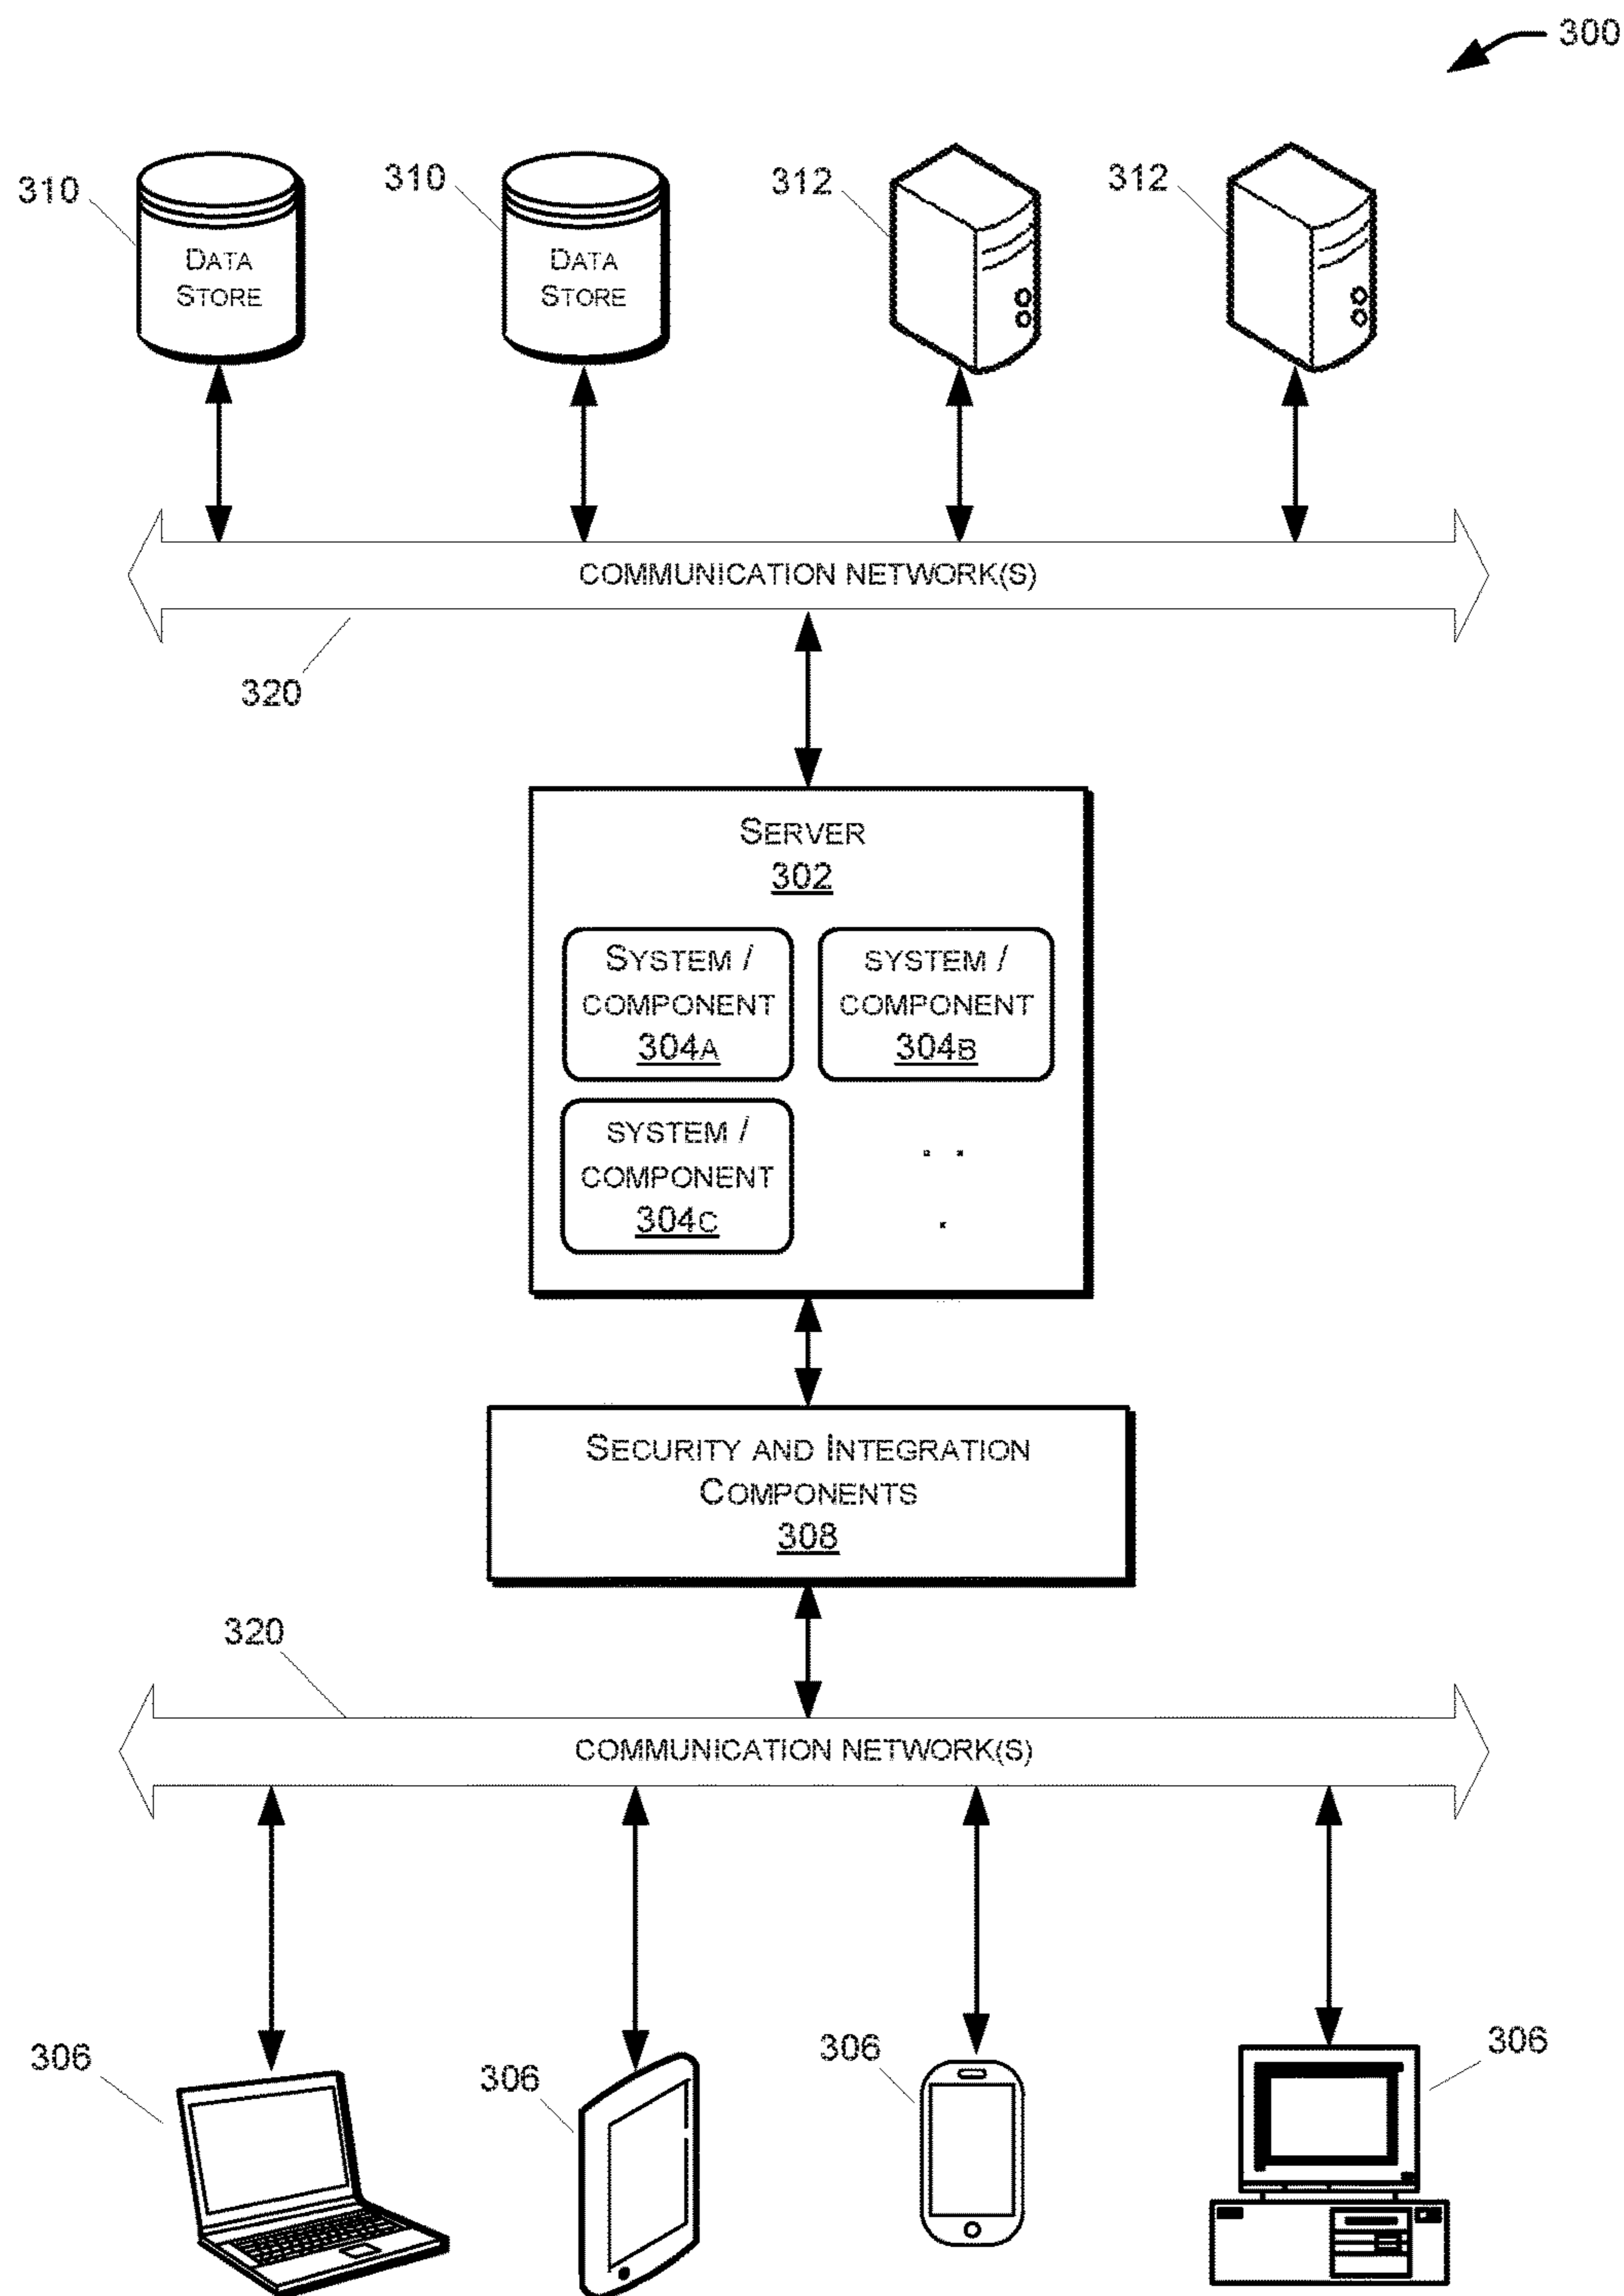 300
310
310
312
312
DATA
STORE
DATA
STORE
COMMUNICATION NETWORK(S)
320
SERVER
302
SYSTEM /
COMPONENT
304A
SYSTEM /
COMPONENT
304B
SYSTEM /
COMPONENT
304C
. .
.
SECURITY AND INTEGRATION
COMPONENTS
308
320
COMMUNICATION NETWORK(S)
306
306
306
306